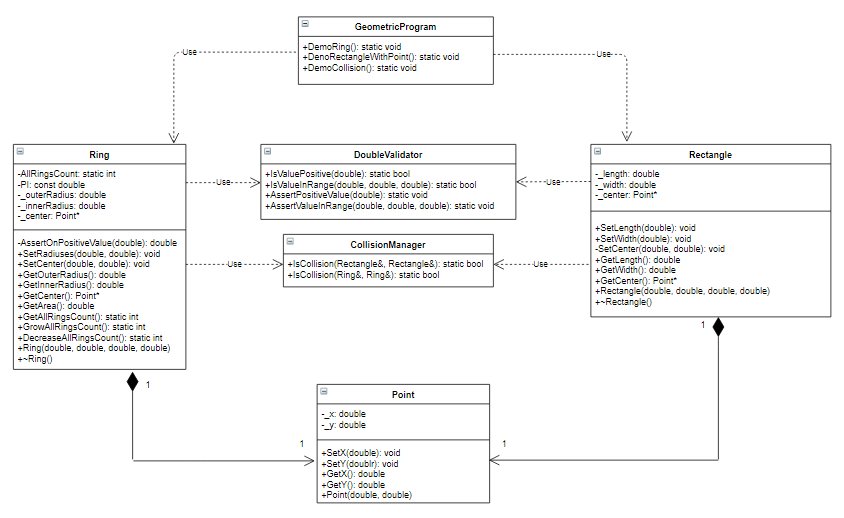 GeometricProgram
+DemoRing(): static void
+DenoRectangleWithPoint(): static void
+DemoCollision(): static void
Use
Use
Ring
-AllRingsCount: static int
-PI: const double
-_outerRadius: double
-_innerRadius: double
-_center: Point*
-AssertOnPositiveValue(double): double
+SetRadiuses(double, double): void
+SetCenter(double, double): void
+GetOuterRadius(): double
+GetInnerRadius(): double
+GetCenter(): Point*
+GetArea(): double
+GetAllRingsCount(): static int
+GrowAllRingsCount(): static int
+DecreaseAllRingsCount(): static int
+Ring(double, double, double, double)
+~Ring()
Use
Use
DoubleValidator
+IsValuePositive(double): static bool
+IsValueInRange(double, double, double): static bool
+AssertPositiveValue(double): static void
+AssertValueInRange(double, double, double): static void
CollisionManager
+IsCollision(Rectangle&, Rectangle&): static bool
+IsCollision(Ring&, Ring&): static bool
Use
Use
Rectangle
-_length: double
-_width: double
-_center: Point*
+SetLength(double): void
+SetWidth(double): void
-SetCenter(double, double): void
+GetLength(): double
+GetWidth(): double
+GetCenter(): Point*
+Rectangle(double, double, double, double)
+~Rectangle()
1
1
1
1
Point
-_x: double
-_y: double
+SetX(double): void
+SetY(doublr): void
+GetX(): double
+GetY(): double
+Point(double, double)